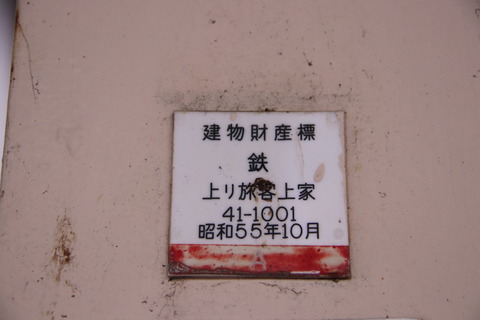 建物財産標
鉄
上り旅客上家
41-1001
昭和55年10月
A